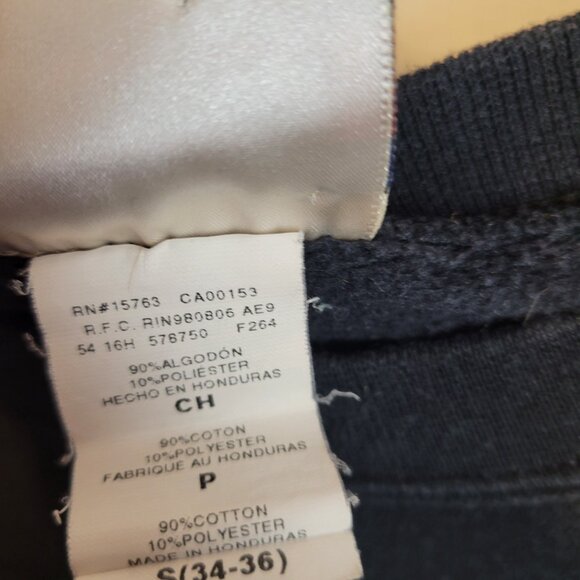 RN#15763 CA00153
R.F.C. RIN980806 AE9
54 16H 578750 F264
90%ALGODÓN
10%POLIÉSTER
HECHO EN HONDURAS
CH
90%COTON
10%POLYESTER
FABRIQUE AU HONDURAS
P
90%COTTON
10%POLYESTER
MADE IN HONDURAS
S(34-36)